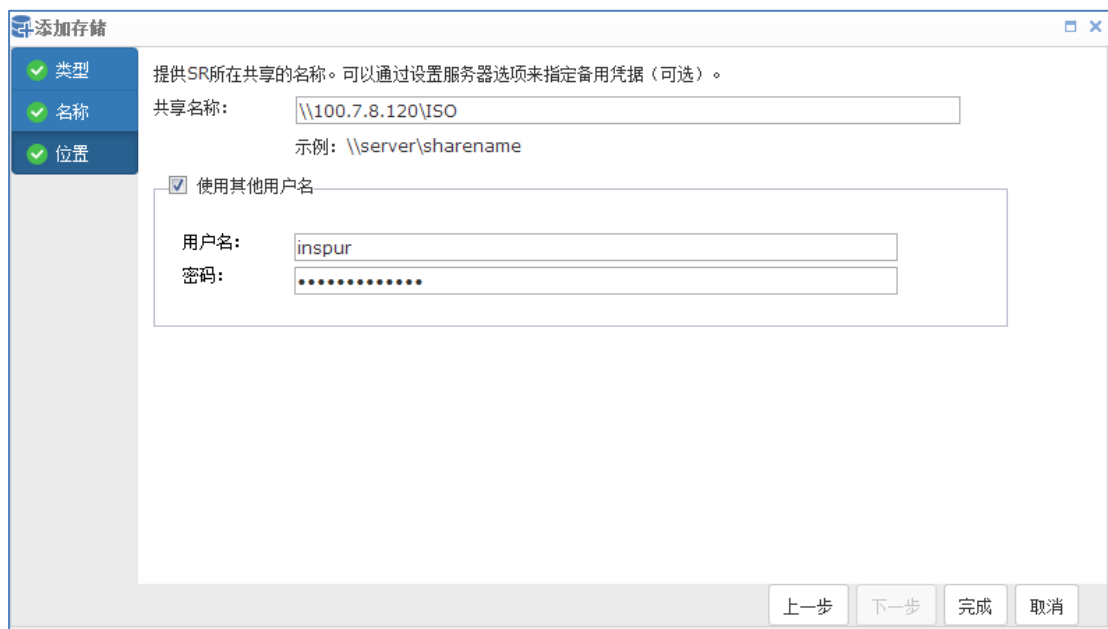 添加存储
类型
名称
位置
提供SR所在共享的名称。可以通过设置服务器选项来指定备用凭据（可选）。
共享名称:
\\100.7.8.120\ISO
示例: \\server\sharename
使用其他用户名
用户名:
inspur
密码:
•••••••••••••
上一步
下一步
完成
取消